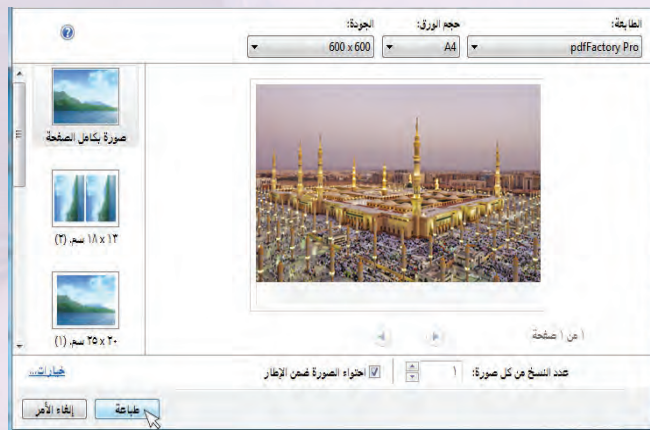 الطابعة: حجم الورق: الجودة:
pdfFactory Pro A4 600 x 600
صورة بكامل الصفحة
١٣ x ١٨ سم. (٢)
٢٠ x ٢٥ سم. (١)
١ من ١ صفحة
عدد النسخ من كل صورة: ١ احتواء الصورة ضمن الإطار خيارات...
طباعة إلغاء الأمر